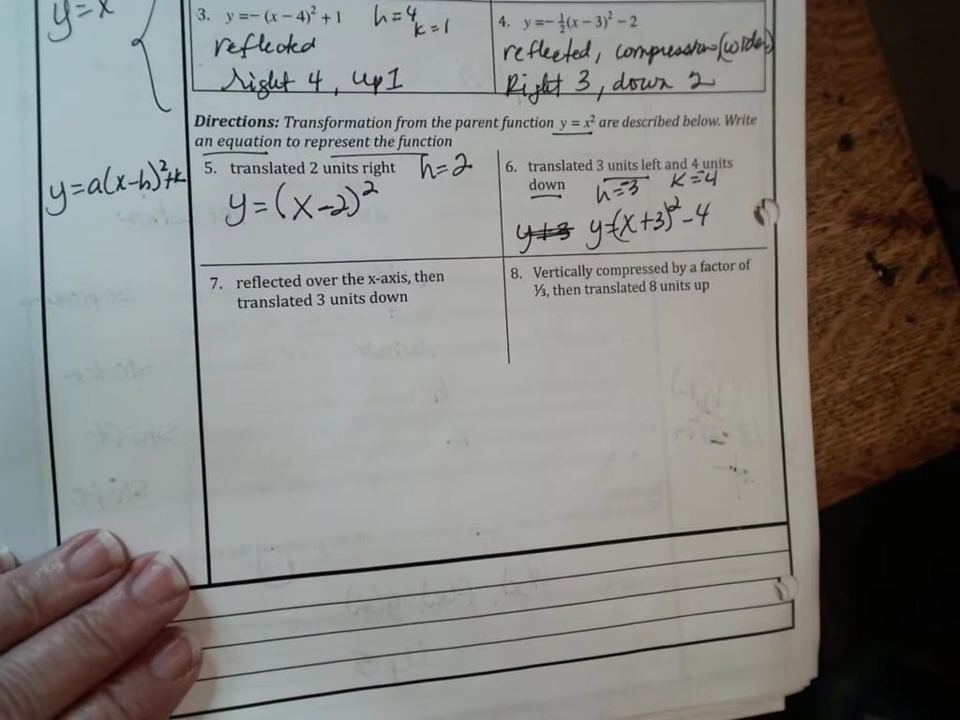 y=x
3. y=-(x-4)²+1 h=4
k=1
reflected
right 4, up 1
4. y=-½(x-3)²-2
reflected, compression(wider)
Right 3, down 2
Directions: Transformation from the parent function y = x² are described below. Write
an equation to represent the function
y=a(x-h)²+k
5. translated 2 units right h=2
y=(x-2)²
6. translated 3 units left and 4 units
down h=-3 k=-4
y=(x+3)²-4
7. reflected over the x-axis, then
translated 3 units down
8. Vertically compressed by a factor of
⅓, then translated 8 units up